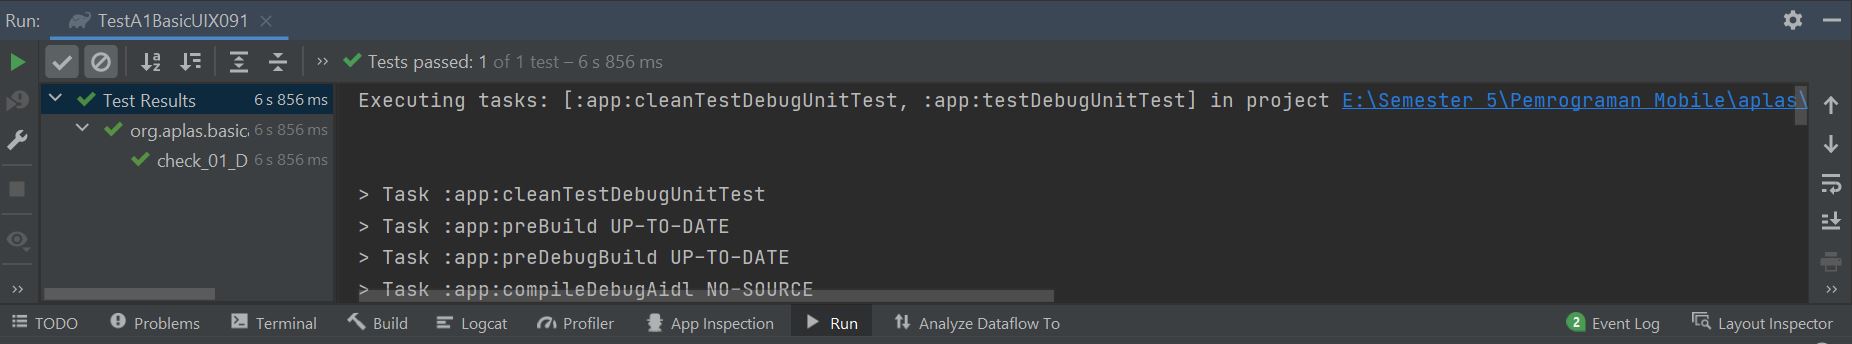 Run: TestA1BasicUIX091
Tests passed: 1 of 1 test – 6 s 856 ms
Test Results 6 s 856 ms
org.aplas.basica 6 s 856 ms
check_01_D 6 s 856 ms
Executing tasks: [:app:cleanTestDebugUnitTest, :app:testDebugUnitTest] in project E:\Semester 5\Pemrograman Mobile\aplas\
> Task :app:cleanTestDebugUnitTest
> Task :app:preBuild UP-TO-DATE
> Task :app:preDebugBuild UP-TO-DATE
> Task :app:compileDebugAidl NO-SOURCE
TODO Problems Terminal Build Logcat Profiler App Inspection Run Analyze Dataflow To 2 Event Log Layout Inspector